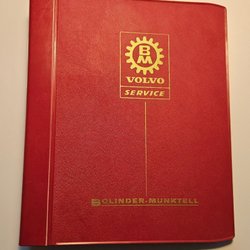 BM
VOLVO
SERVICE
BOLINDER-MUNKTELL